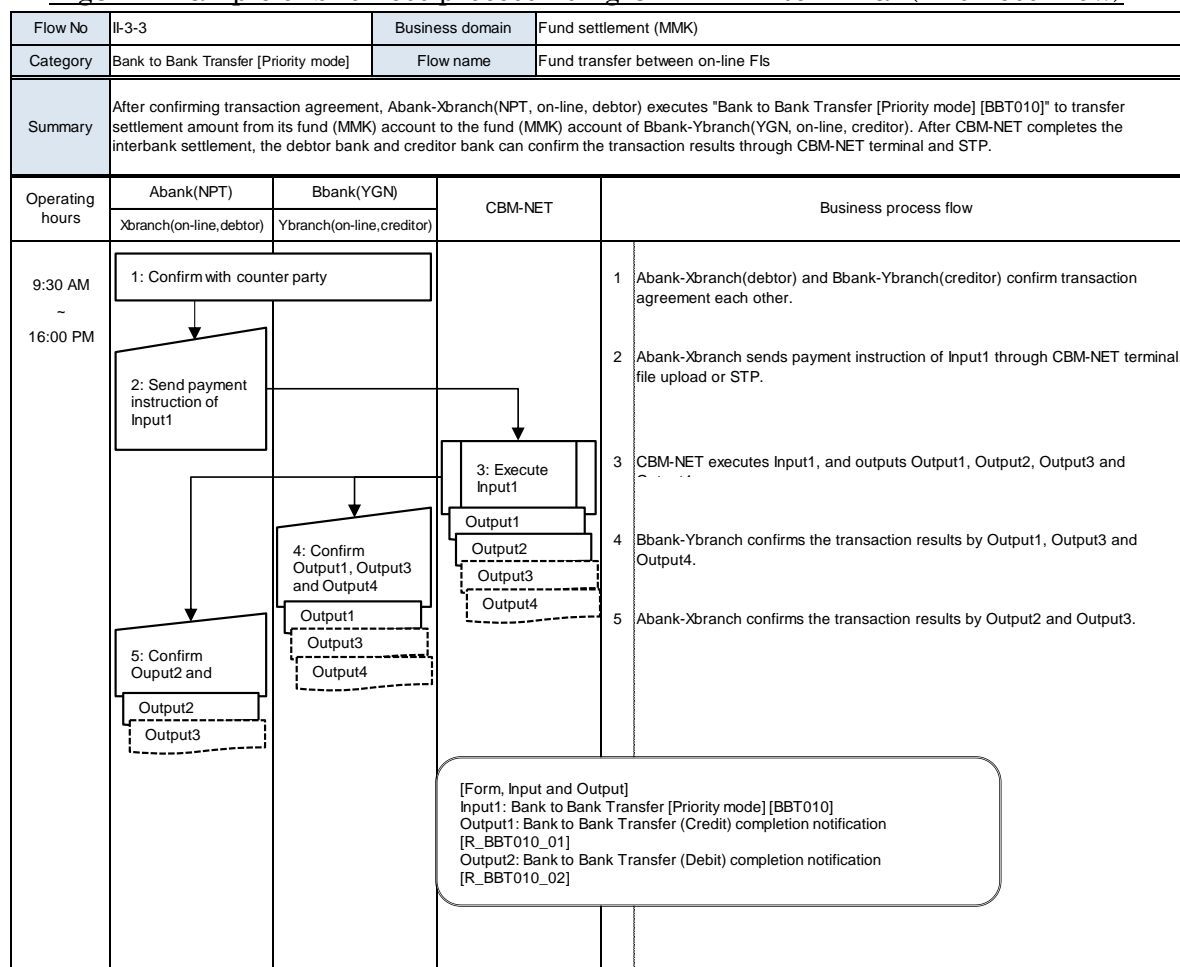 Flow No II-3-3 Business domain Fund settlement (MMK)
Category Bank to Bank Transfer [Priority mode] Flow name Fund transfer between on-line FIs
Summary
After confirming transaction agreement, Abank-Xbranch(NPT, on-line, debtor) executes "Bank to Bank Transfer [Priority mode] [BBT010]" to transfer
settlement amount from its fund (MMK) account to the fund (MMK) account of Bbank-Ybranch(YGN, on-line, creditor). After CBM-NET completes the
interbank settlement, the debtor bank and creditor bank can confirm the transaction results through CBM-NET terminal and STP.
Operating
hours
Abank(NPT)
Xbranch(on-line,debtor)
Bbank(YGN)
Ybranch(on-line,creditor)
CBM-NET
Business process flow
9:30 AM
~
16:00 PM
1: Confirm with counter party
2: Send payment
instruction of
Input1
3: Execute
Input1
Output1
Output2
Output3
Output4
4: Confirm
Output1, Output3
and Output4
Output1
Output3
Output4
5: Confirm
Ouput2 and
Output2
Output3
1 Abank-Xbranch(debtor) and Bbank-Ybranch(creditor) confirm transaction
agreement each other.
2 Abank-Xbranch sends payment instruction of Input1 through CBM-NET terminal
file upload or STP.
3 CBM-NET executes Input1, and outputs Output1, Output2, Output3 and
4 Bbank-Ybranch confirms the transaction results by Output1, Output3 and
Output4.
5 Abank-Xbranch confirms the transaction results by Output2 and Output3.
[Form, Input and Output]
Input1: Bank to Bank Transfer [Priority mode] [BBT010]
Output1: Bank to Bank Transfer (Credit) completion notification
[R_BBT010_01]
Output2: Bank to Bank Transfer (Debit) completion notification
[R_BBT010_02]